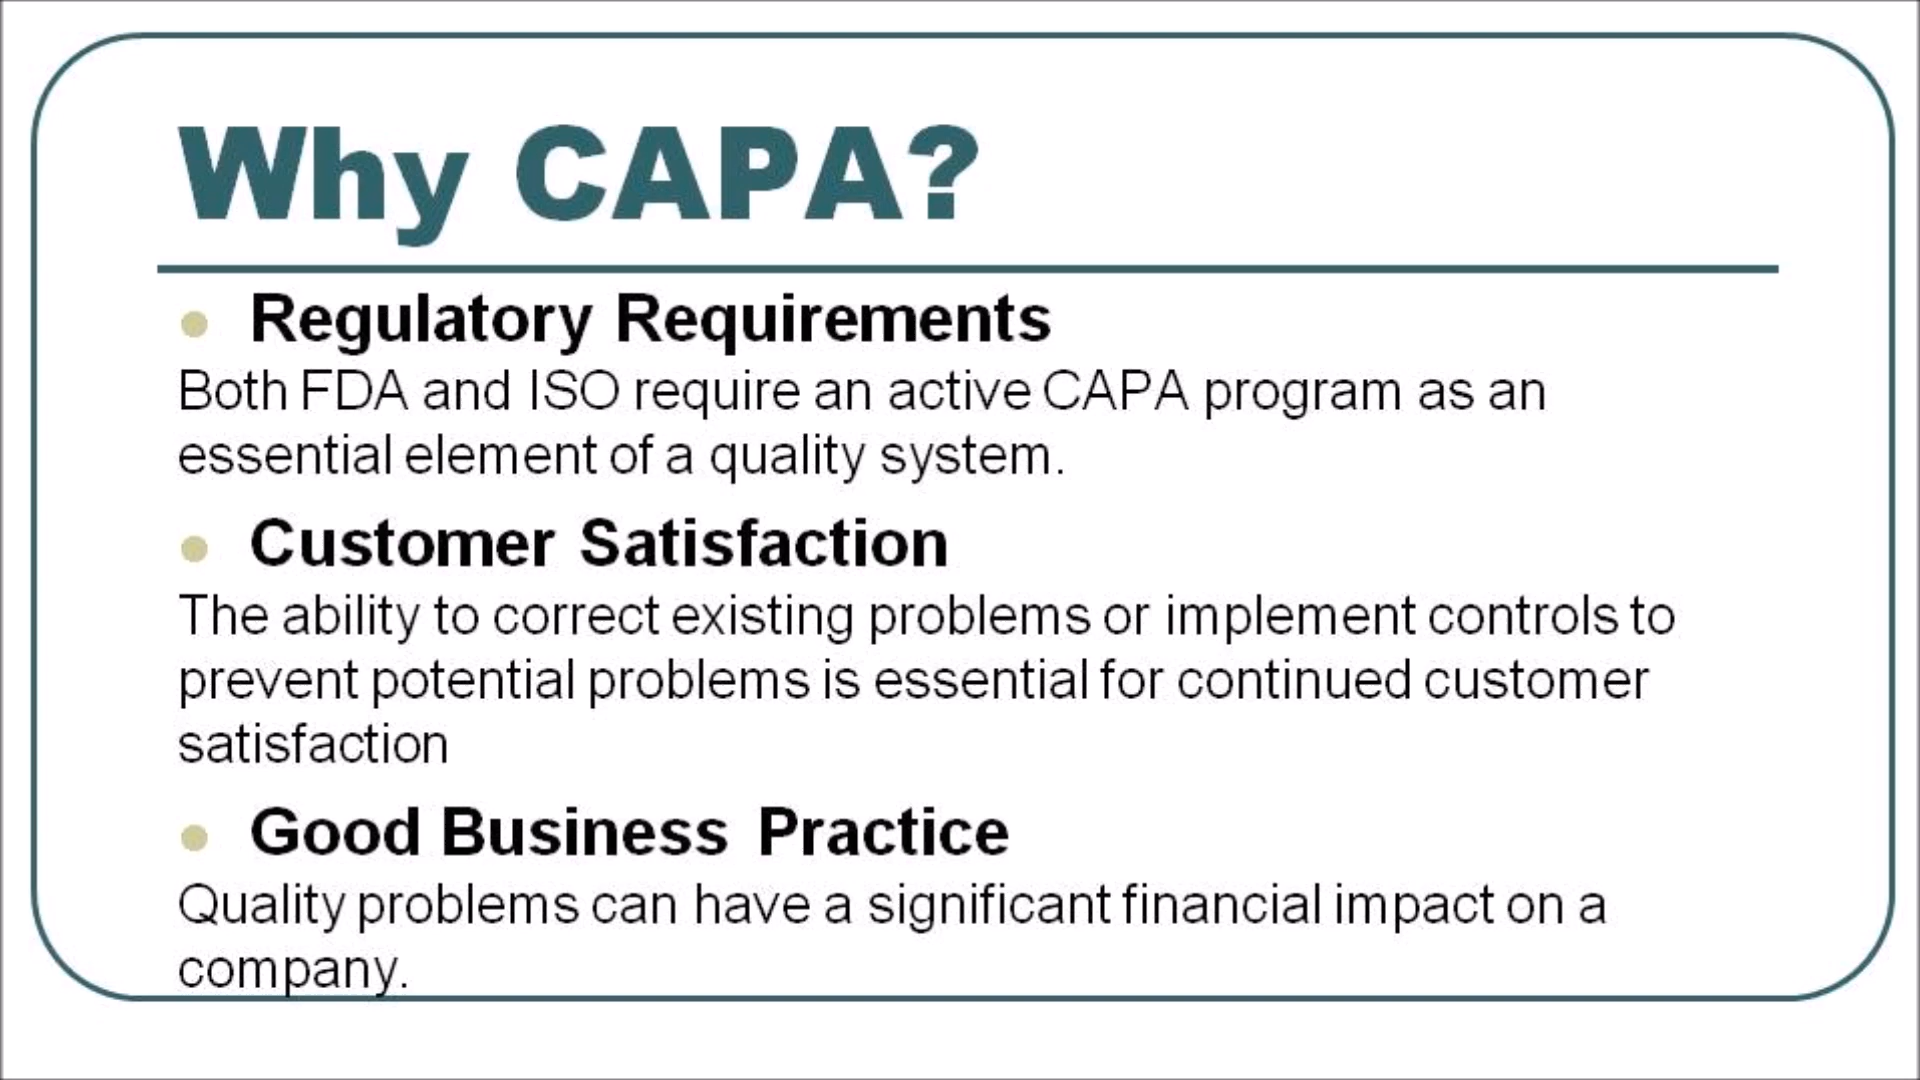 Why CAPA?
Regulatory Requirements
Both FDA and ISO require an active CAPA program as an
essential element of a quality system.
Customer Satisfaction
The ability to correct existing problems or implement controls to
prevent potential problems is essential for continued customer
satisfaction
Good Business Practice
Quality problems can have a significant financial impact on a
company.